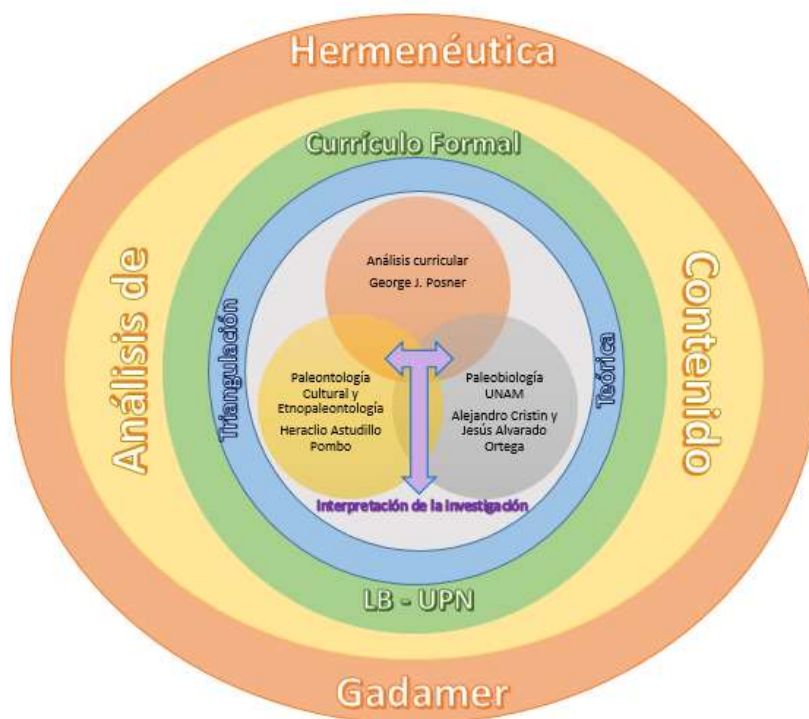 Hermenéutica
Currículo Formal
Análisis de
Contenido
Triangulación
Teórica
Análisis curricular
George J. Posner
Paleontología
Cultural y
Etnopaleontología
Heraclio Astudillo
Pombo
Paleobiología
UNAM
Alejandro Cristin y
Jesús Alvarado
Ortega
Interpretación de la investigación
LB - UPN
Gadamer